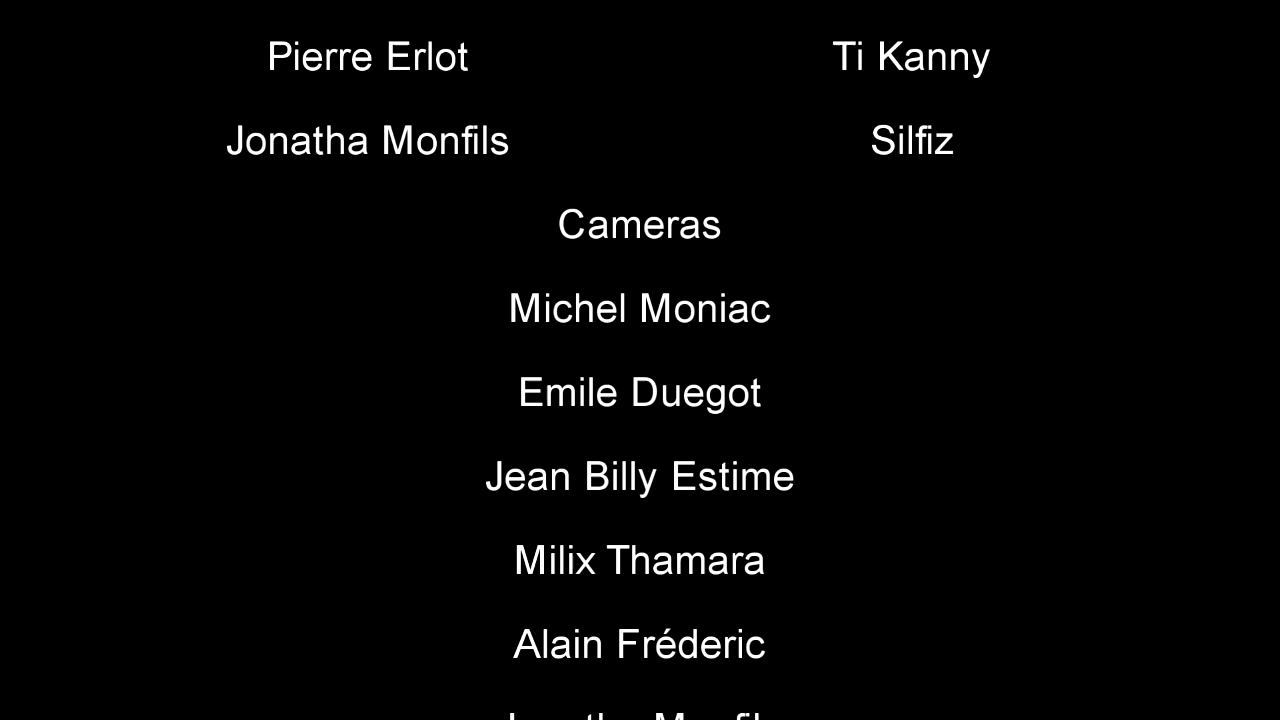 Pierre Erlot Ti Kanny
Jonatha Monfils Silfiz
Cameras
Michel Moniac
Emile Duegot
Jean Billy Estime
Milix Thamara
Alain Fréderic